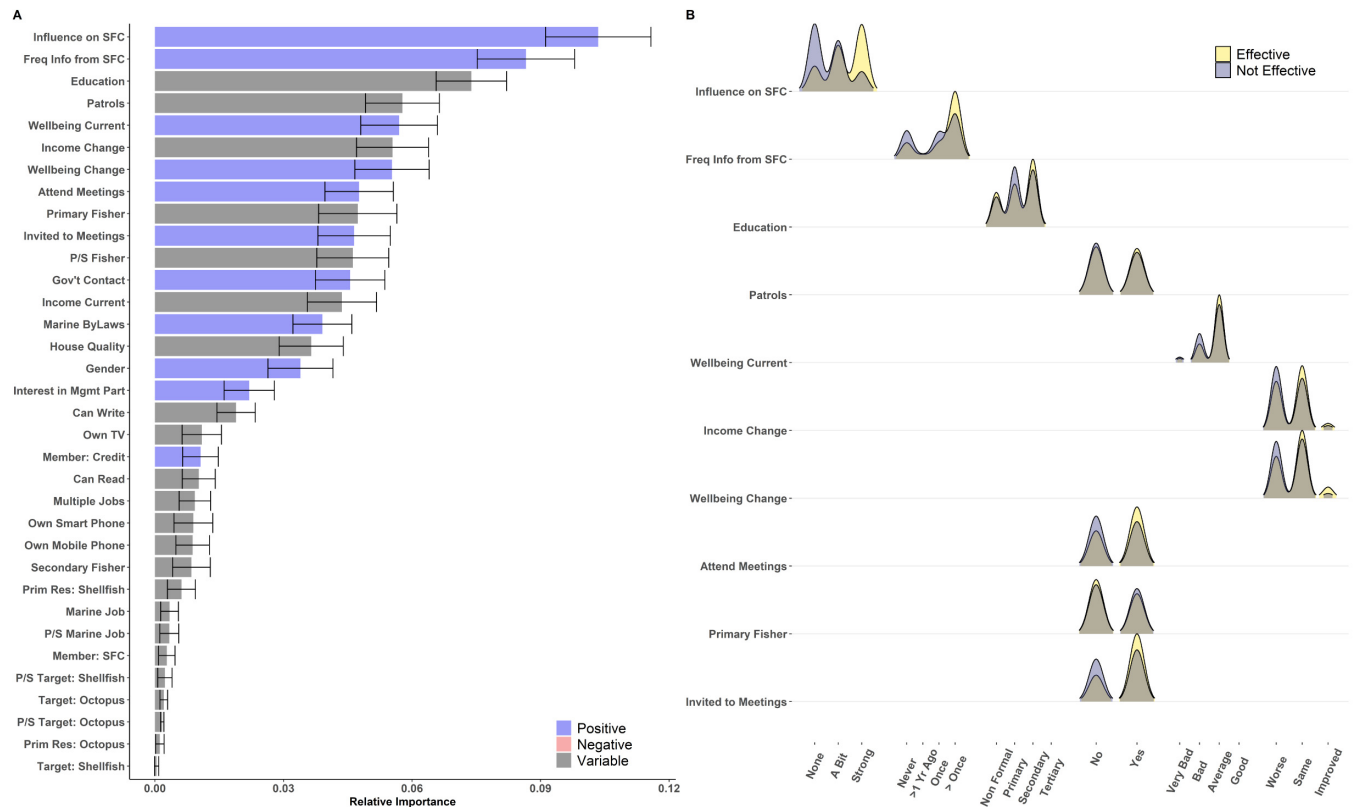 A
Influence on SFC
Freq Info from SFC
Education
Patrols
Wellbeing Current
Income Change
Wellbeing Change
Attend Meetings
Primary Fisher
Invited to Meetings
P/S Fisher
Gov't Contact
Income Current
Marine ByLaws
House Quality
Gender
Interest in Mgmt Part
Can Write
Own TV
Member: Credit
Can Read
Multiple Jobs
Own Smart Phone
Own Mobile Phone
Secondary Fisher
Prim Res: Shellfish
Marine Job
P/S Marine Job
Member: SFC
P/S Target: Shellfish
Target: Octopus
P/S Target: Octopus
Prim Res: Octopus
Target: Shellfish
Positive
Negative
Variable
0.00 0.03 0.06 0.09 0.12
Relative Importance
B
Effective
Not Effective
Influence on SFC
Freq Info from SFC
Education
Patrols
Wellbeing Current
Income Change
Wellbeing Change
Attend Meetings
Primary Fisher
Invited to Meetings
None
A Bit
Strong
Never
>1 Yr Ago
Once
> Once
Non Formal
Primary
Secondary
Tertiary
No
Yes
Very Bad
Bad
Average
Good
Worse
Same
Improved